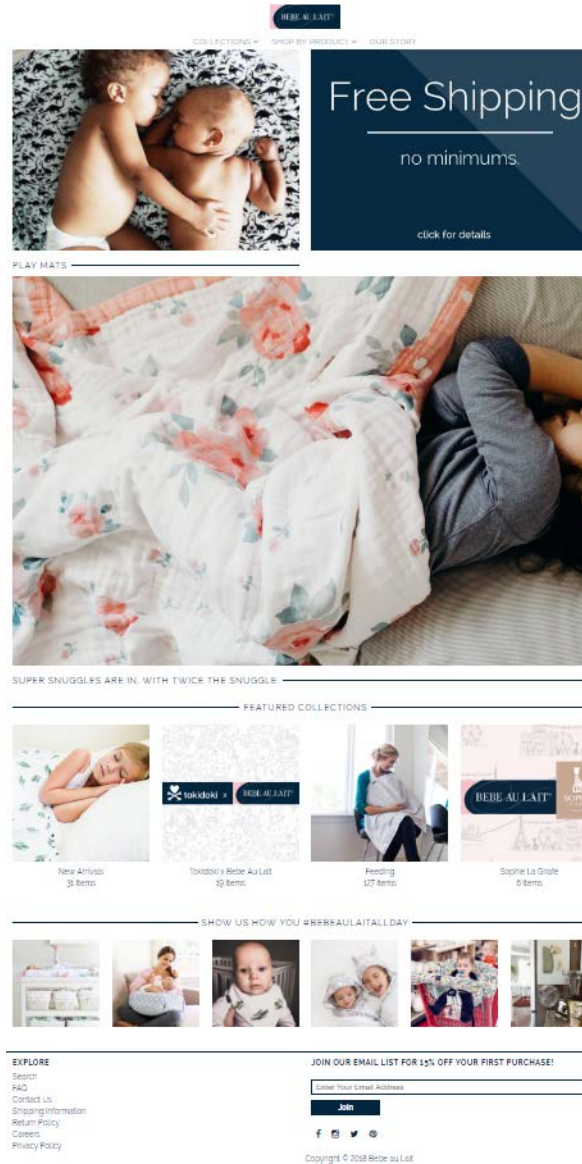 BEBE AU LAIT®
COLLECTIONS SHOP BY PRODUCT OUR STORY
Free Shipping
no minimums.
click for details
PLAY MATS
SUPER SNUGGLES ARE IN. WITH TWICE THE SNUGGLE.
FEATURED COLLECTIONS
tokidoki x BEBE AU LAIT
BEBE AU LAIT®
New Arrivals
31 Items
Tokidoki x Bebe Au Lait
19 Items
Feeding
127 Items
Sophie La Girafe
6 Items
SHOW US HOW YOU #BEBEAULAITALLDAY
EXPLORE
Search
FAQ
Contact Us
Shipping Information
Return Policy
Careers
Privacy Policy
JOIN OUR EMAIL LIST FOR 15% OFF YOUR FIRST PURCHASE!
Enter Your Email Address
Join
Copyright © 2018 Bebe au Lait